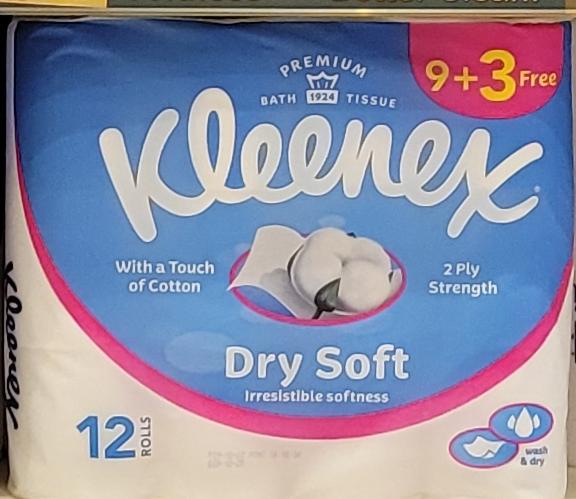 PREMIUM
BATH 1924 TISSUE
9+3 Free
Kleenex
With a Touch
of Cotton
2 Ply
Strength
Dry Soft
Irresistible softness
12 ROLLS
wash
& dry
Kleenex